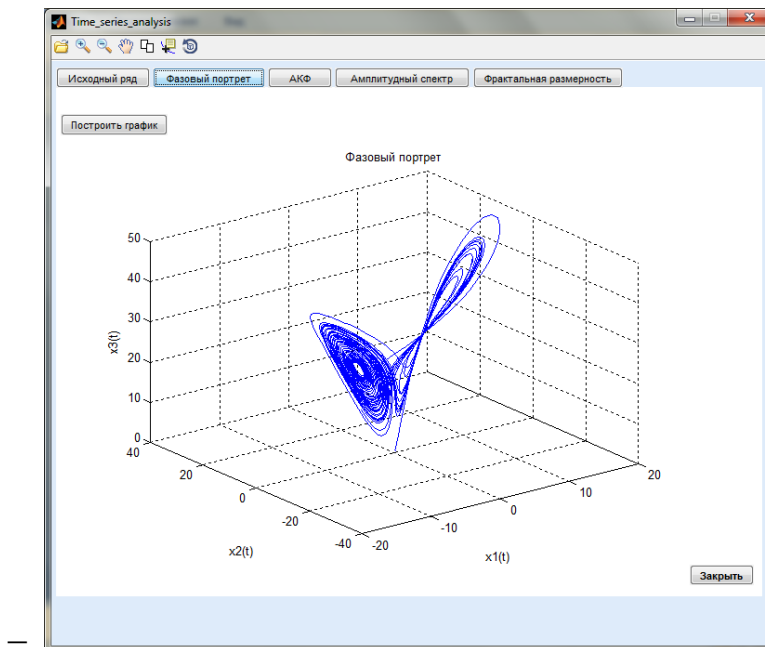 Time_series_analysis
Исходный ряд Фазовый портрет АКФ Амплитудный спектр Фрактальная размерность
Построить график
Фазовый портрет
50
40
30
20
10
0
x3(t)
40
20
0
-20
-40
x2(t)
-20
-10
0
10
20
x1(t)
Закрыть